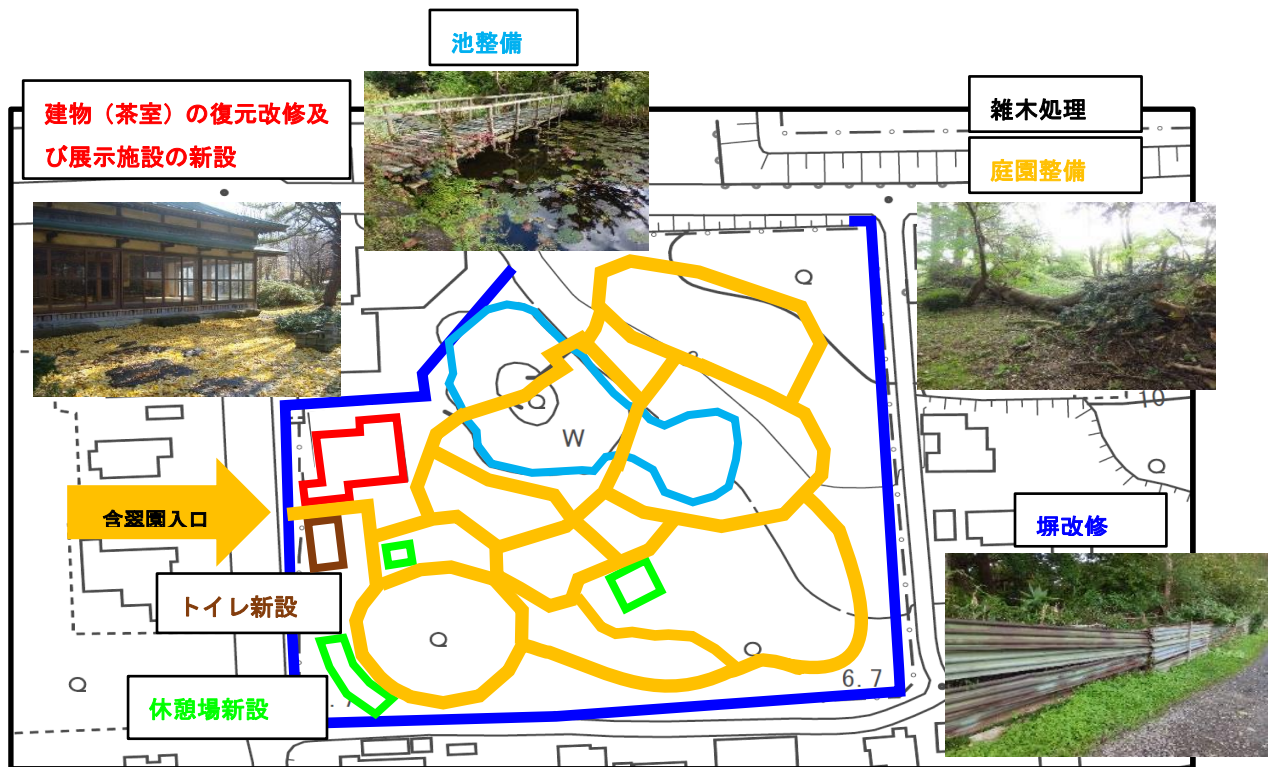 池整備
建物（茶室）の復元改修及
び展示施設の新設
雑木処理
庭園整備
含翠園入口
トイレ新設
休憩場新設
塀改修
W
10
6.7